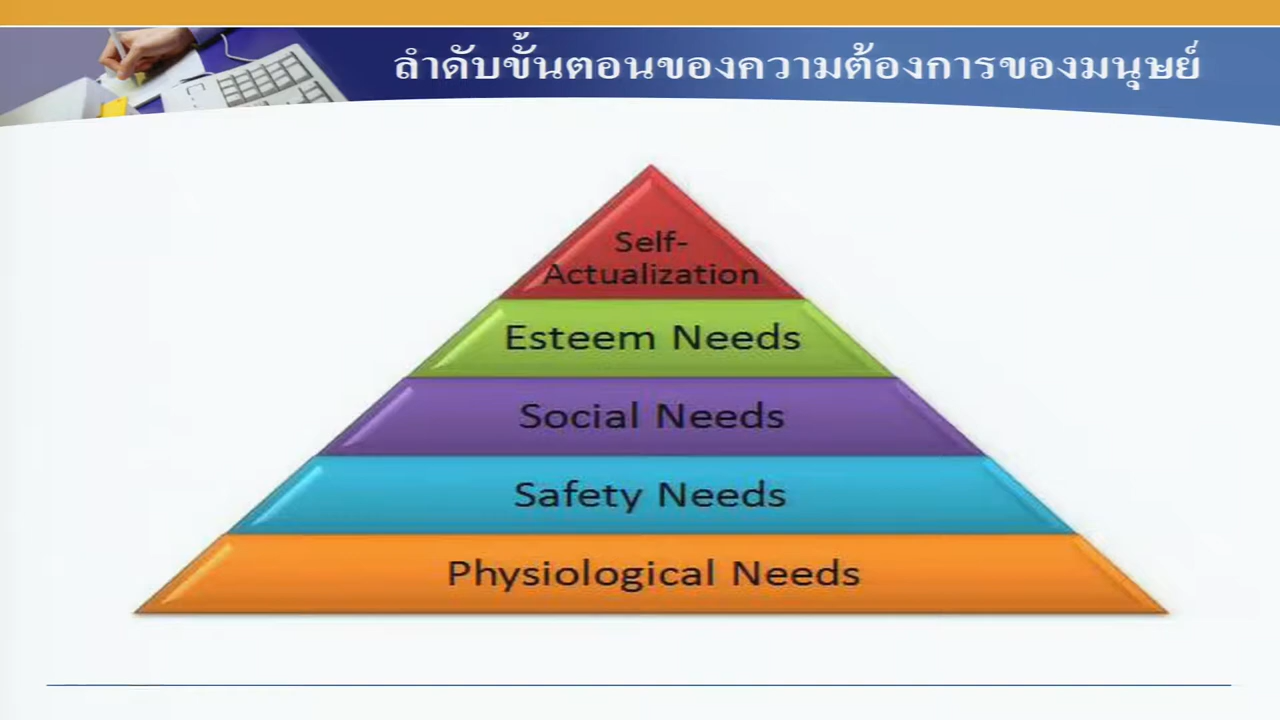 ลำดับขั้นตอนของความต้องการของมนุษย์
Self-
Actualization
Esteem Needs
Social Needs
Safety Needs
Physiological Needs